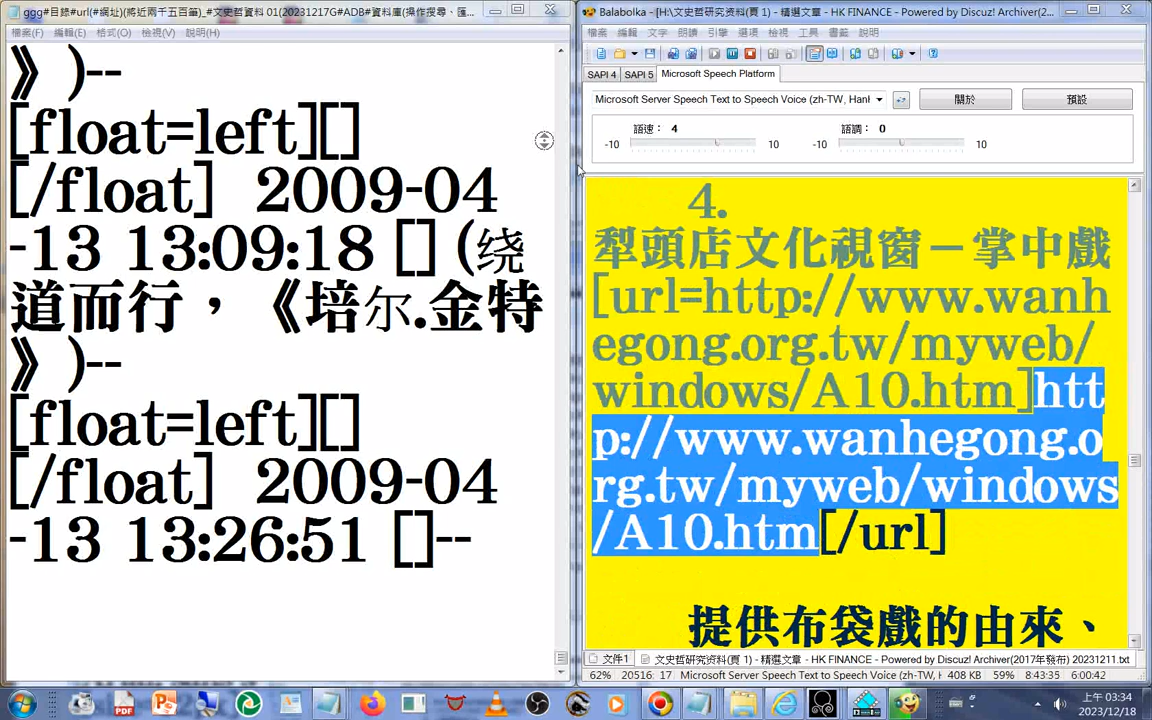 ggg#目錄#url(#網址)(將近兩千五百筆)_#文史哲資料 01(20231217G#ADB#資料庫(操作搜尋、匯...
檔案(F) 編輯(E) 格式(O) 檢視(V) 說明(H)
》)--
[float=left][]
[/float] 2009-04
-13 13:09:18 [] (绕
道而行，《培尔.金特
》)--
[float=left][]
[/float] 2009-04
-13 13:26:51 []--
Balabolka - [H:\文史哲研究资料(頁 1) - 精選文章 - HK FINANCE - Powered by Discuz! Archiver(2...
檔案 編輯 文字 朗讀 引擎 選項 檢視 工具 書籤 說明
SAPI 4 SAPI 5 Microsoft Speech Platform
Microsoft Server Speech Text to Speech Voice (zh-TW, Hanl
關於 預設
語速： 4 語調： 0
-10 10 -10 10
4.
犁頭店文化視窗－掌中戲
[url=http://www.wanh
egong.org.tw/myweb/
windows/A10.htm]htt
p://www.wanhegong.o
rg.tw/myweb/windows
/A10.htm[/url]
提供布袋戲的由來、
文件1 文史哲研究资料(頁 1) - 精選文章 - HK FINANCE - Powered by Discuz! Archiver(2017年發布) 20231211.txt
62% 20516: 17 Microsoft Server Speech Text to Speech Voice (zh-TW, H 408 KB 59% 8:43:35 6:00:42
上午 03:34
2023/12/18